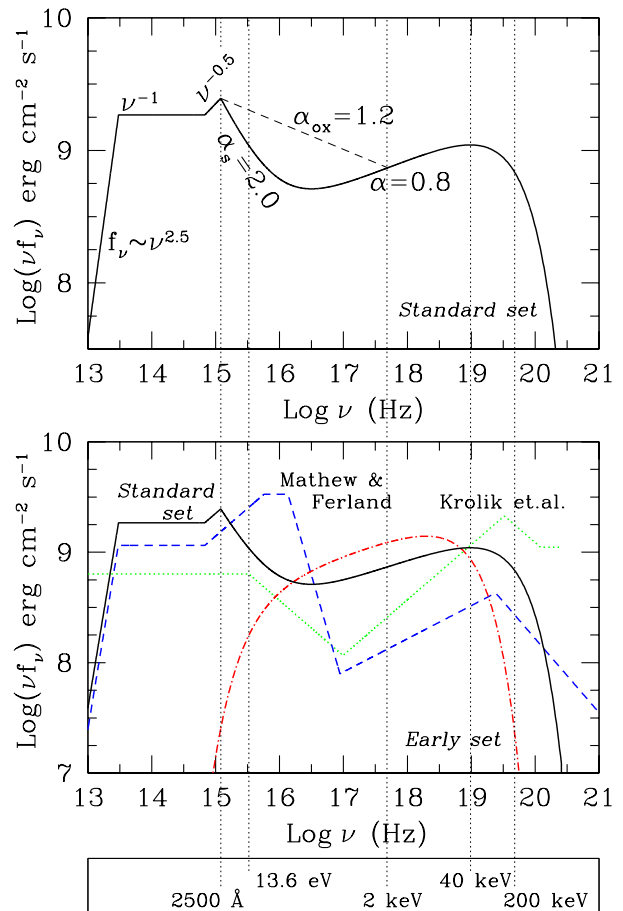 10
ν⁻¹
ν⁻⁰·⁵
α_ox=1.2
9
α_s=2.0
α=0.8
f_ν∼ν²·⁵
8
Standard set
Log(νf_ν) erg cm⁻² s⁻¹
13 14 15 16 17 18 19 20 21
Log ν (Hz)
10
Standard set
Mathew &
Ferland
Krolik et.al.
9
8
Early set
7
Log(νf_ν) erg cm⁻² s⁻¹
13 14 15 16 17 18 19 20 21
Log ν (Hz)
13.6 eV 40 keV
2500 Å 2 keV 200 keV